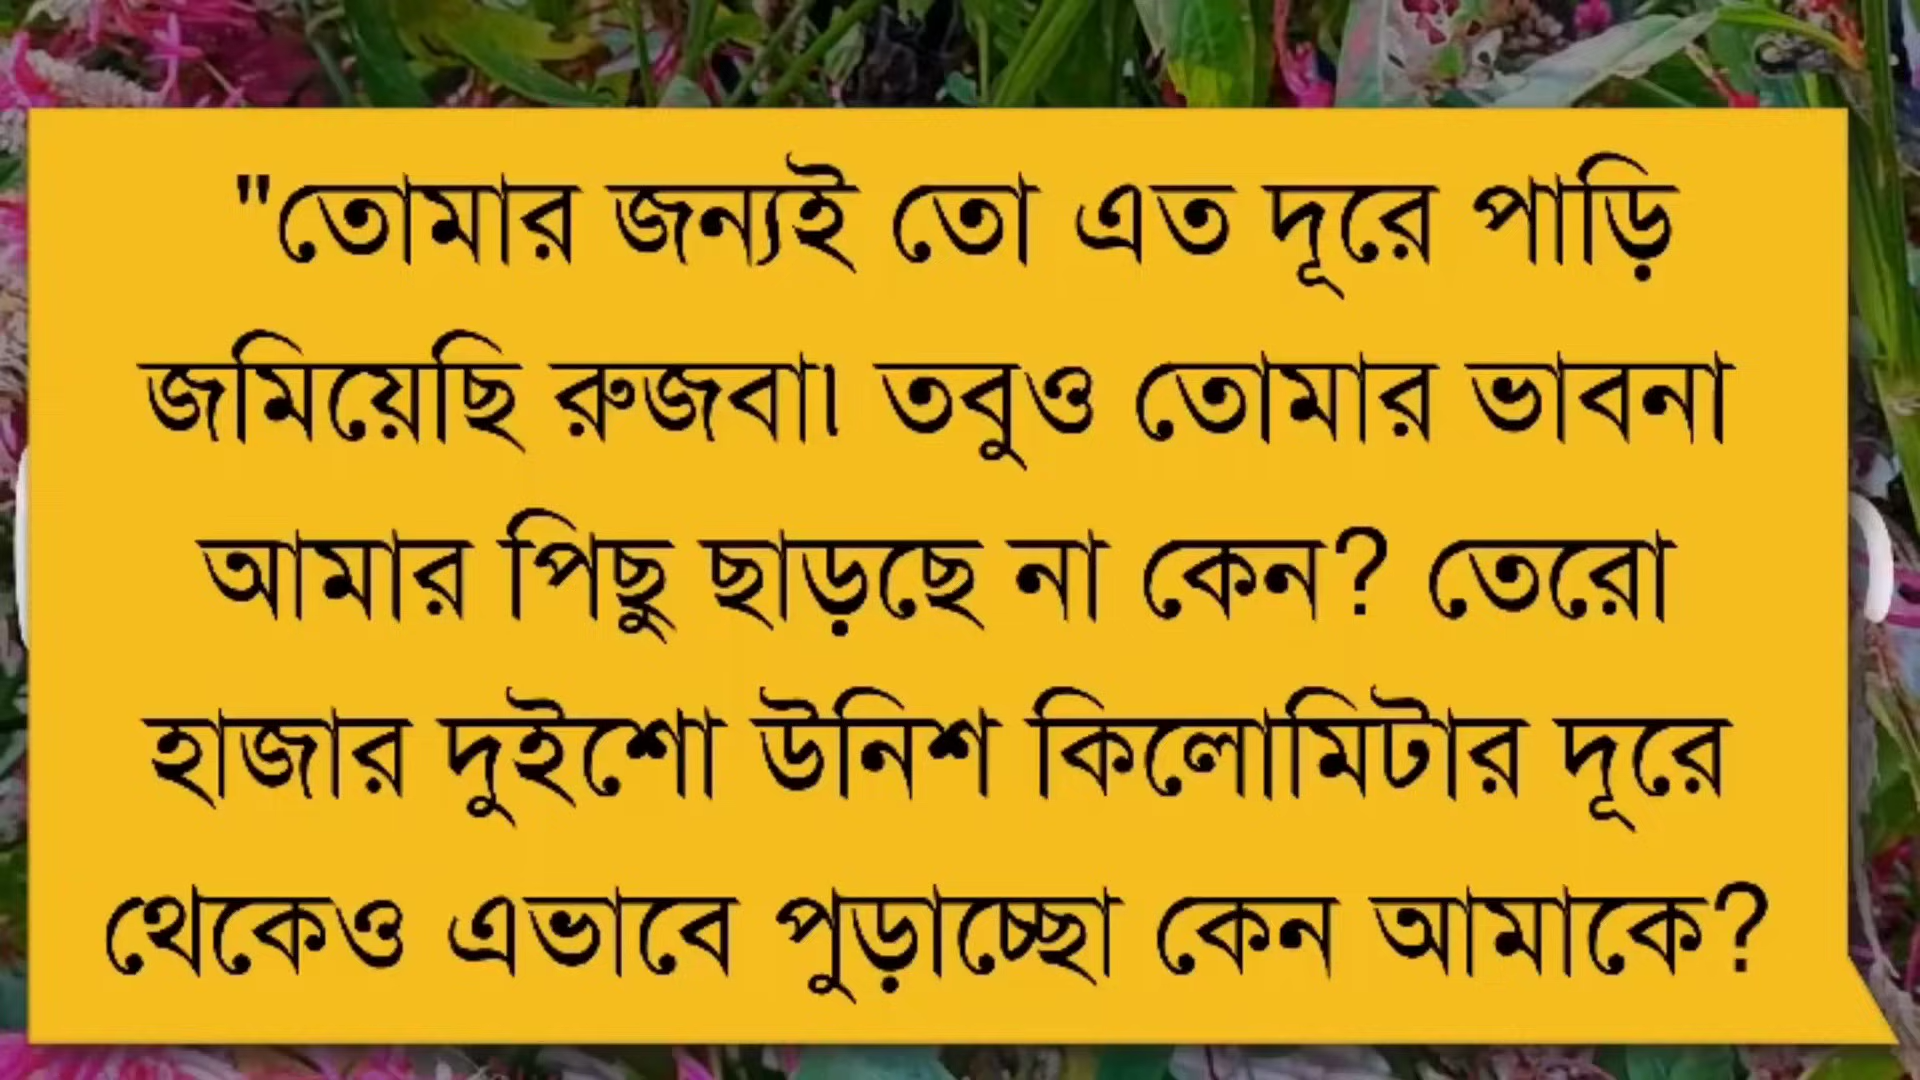 "তোমার জন্যই তো এত দূরে পাড়ি
জমিয়েছি রুজবা৷ তবুও তোমার ভাবনা
আমার পিছু ছাড়ছে না কেন? তেরো
হাজার দুইশো উনিশ কিলোমিটার দূরে
থেকেও এভাবে পুড়াচ্ছো কেন আমাকে?